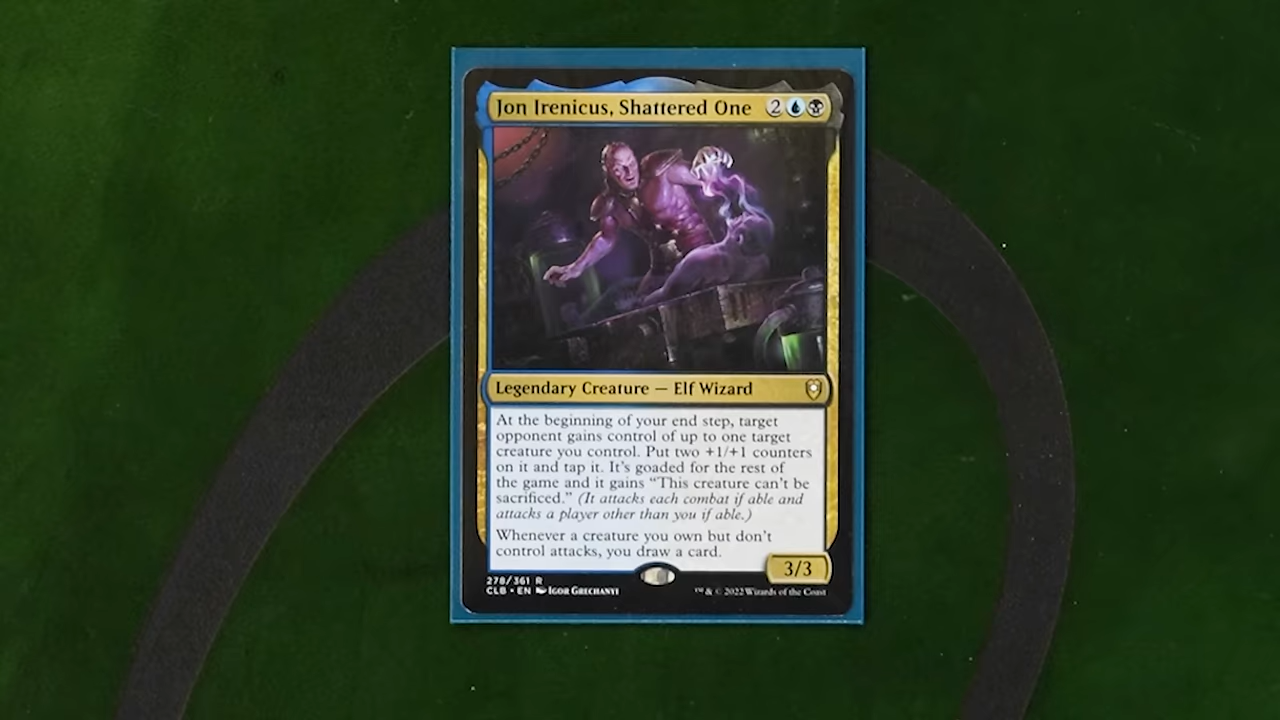 Jon Irenicus, Shattered One 2
Legendary Creature — Elf Wizard
At the beginning of your end step, target
opponent gains control of up to one target
creature you control. Put two +1/+1 counters
on it and tap it. It's goaded for the rest of
the game and it gains “This creature can't be
sacrificed.” (It attacks each combat if able and
attacks a player other than you if able.)
Whenever a creature you own but don't
control attacks, you draw a card.
3/3
278/361 R
CLB • EN Igor Grechanyi
™ & © 2022 Wizards of the Coast